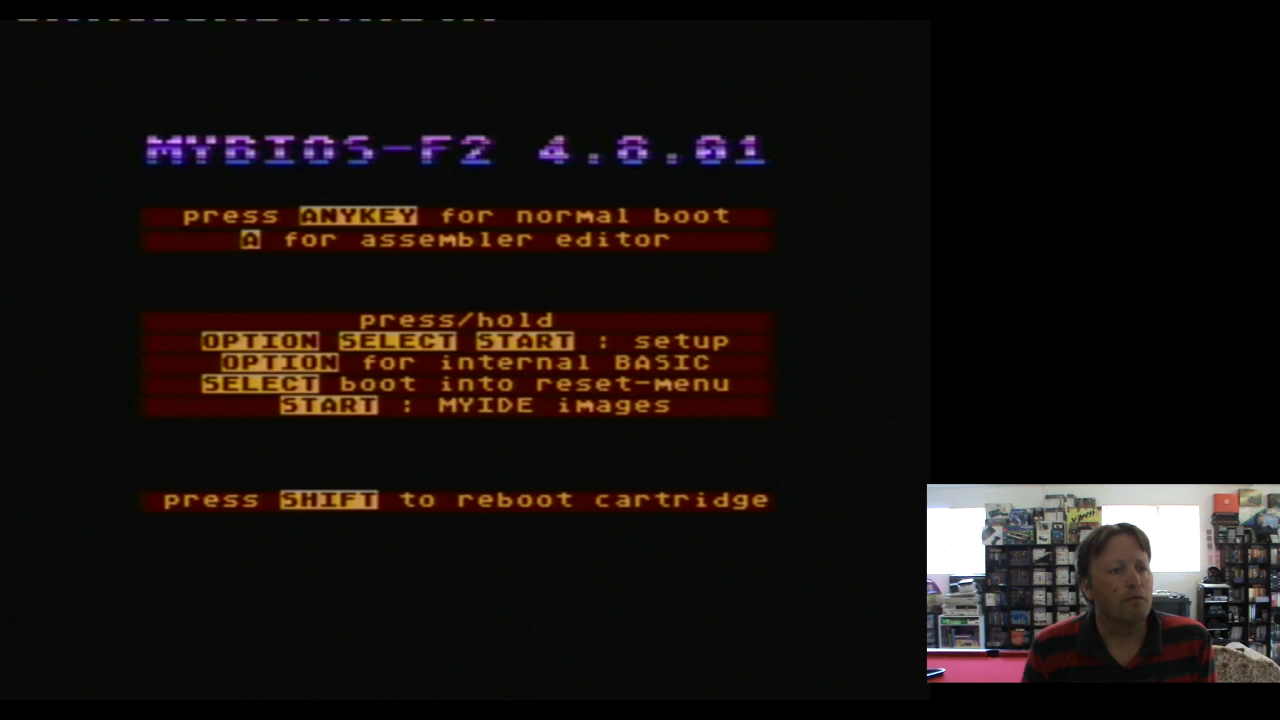 MYBIOS-F2 4.8.01
press ANYKEY for normal boot
A for assembler editor
press/hold
OPTION SELECT START : setup
OPTION for internal BASIC
SELECT boot into reset-menu
START : MYIDE images
press SHIFT to reboot cartridge